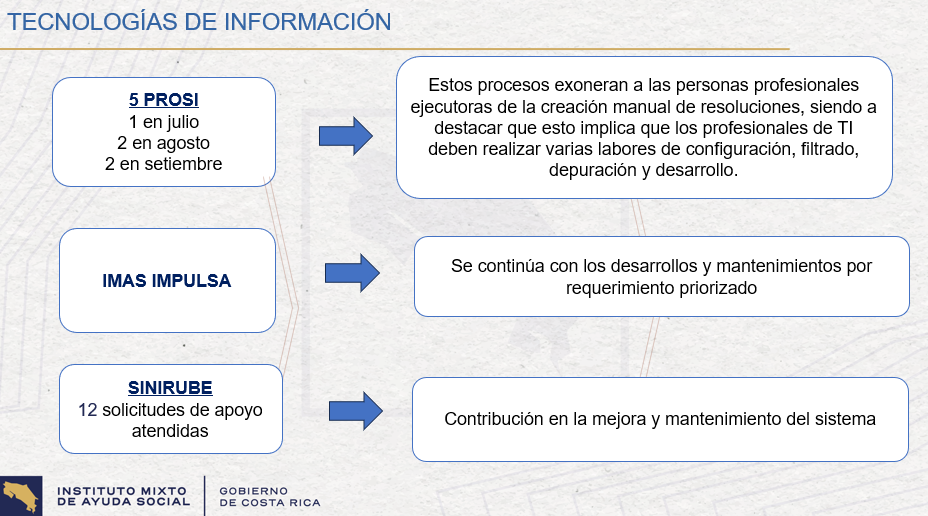 TECNOLOGÍAS DE INFORMACIÓN
5 PROSI
1 en julio
2 en agosto
2 en setiembre
Estos procesos exoneran a las personas profesionales
ejecutoras de la creación manual de resoluciones, siendo a
destacar que esto implica que los profesionales de TI
deben realizar varias labores de configuración, filtrado,
depuración y desarrollo.
IMAS IMPULSA
Se continúa con los desarrollos y mantenimientos por
requerimiento priorizado
SINIRUBE
12 solicitudes de apoyo
atendidas
Contribución en la mejora y mantenimiento del sistema
INSTITUTO MIXTO
DE AYUDA SOCIAL
GOBIERNO
DE COSTA RICA